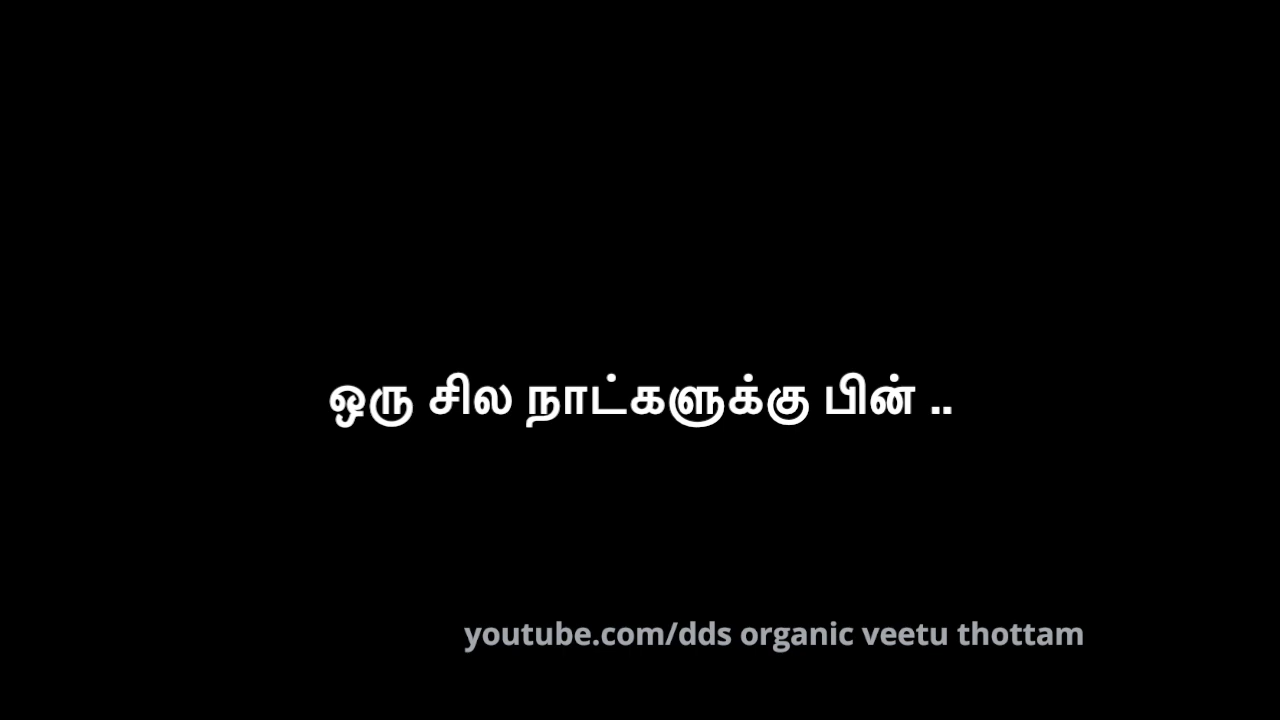 ஒரு சில நாட்களுக்கு பின் ..
youtube.com/dds organic veetu thottam